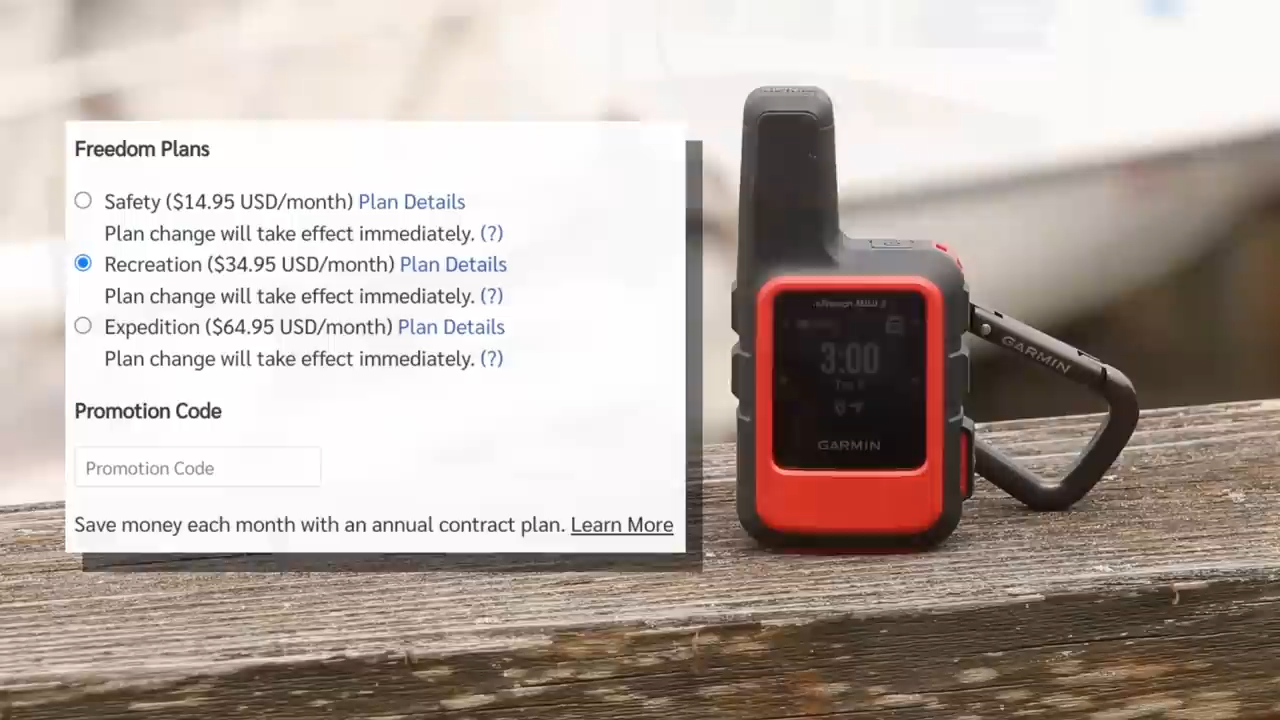 Freedom Plans
Safety ($14.95 USD/month) Plan Details
Plan change will take effect immediately. (?)
Recreation ($34.95 USD/month) Plan Details
Plan change will take effect immediately. (?)
Expedition ($64.95 USD/month) Plan Details
Plan change will take effect immediately. (?)
Promotion Code
Promotion Code
Save money each month with an annual contract plan. Learn More
3:00
GARMIN
GARMIN